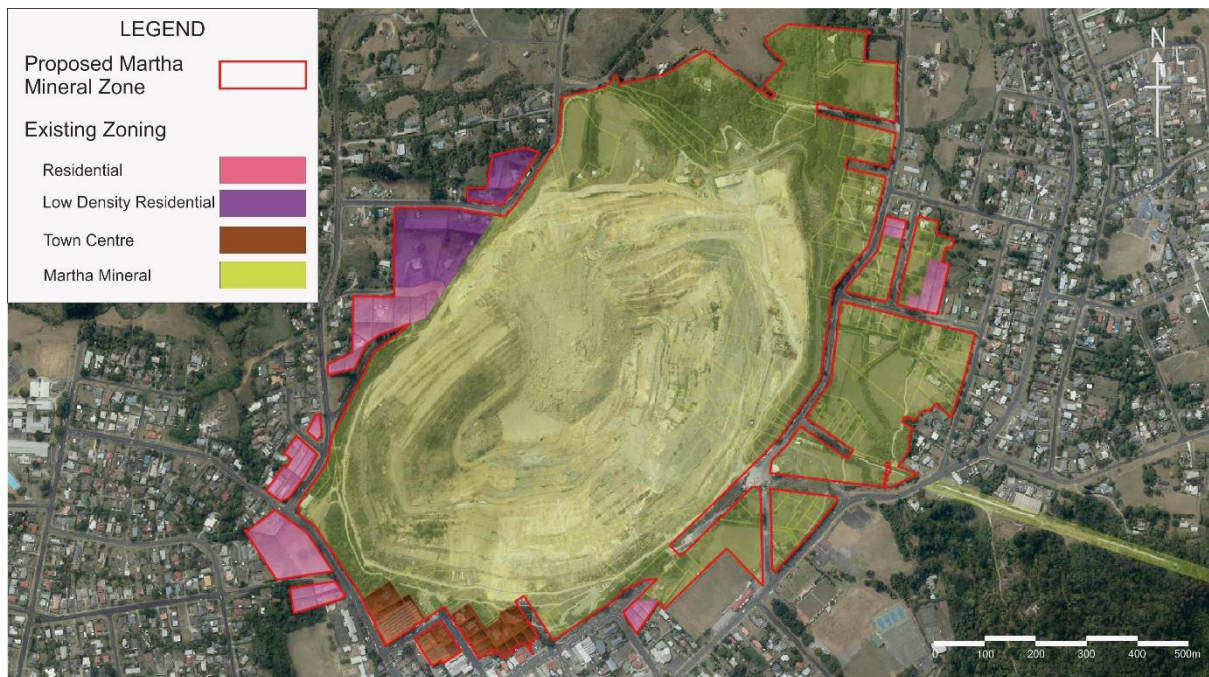 LEGEND
Proposed Martha
Mineral Zone
Existing Zoning
Residential
Low Density Residential
Town Centre
Martha Mineral
N
0 100 200 300 400 500m